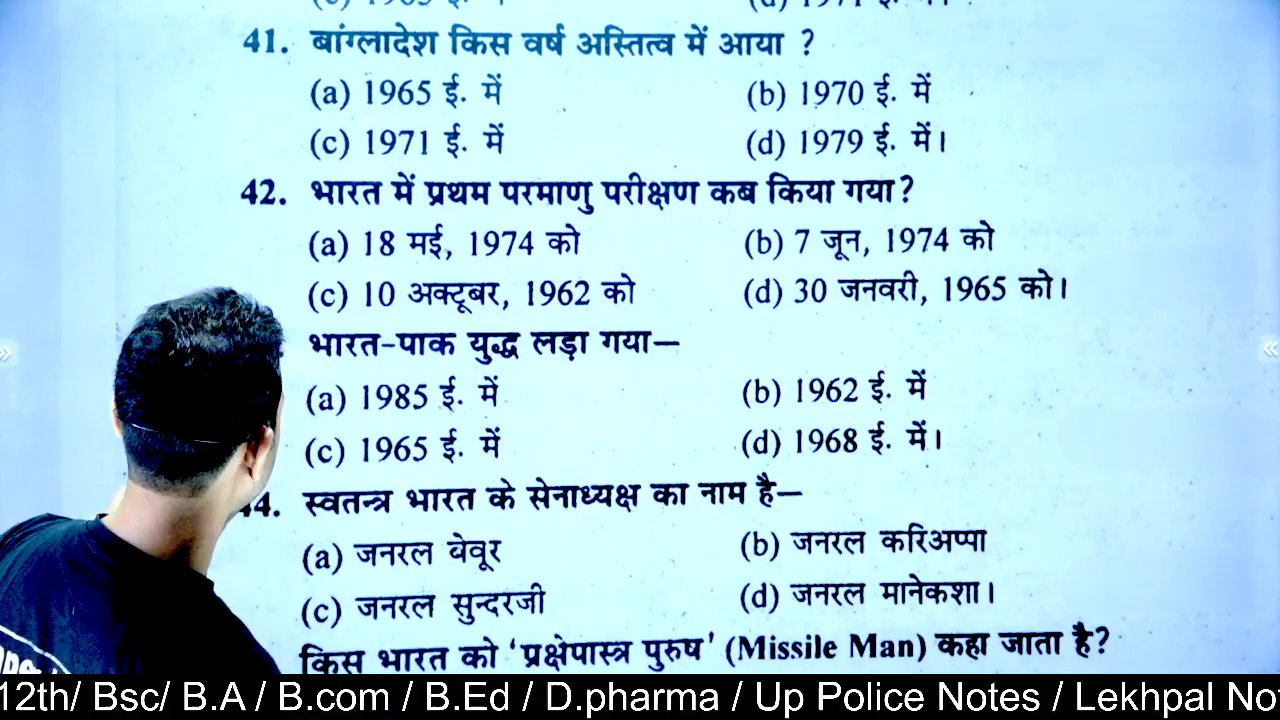 41. बांग्लादेश किस वर्ष अस्तित्व में आया ?
(a) 1965 ई. में (b) 1970 ई. में
(c) 1971 ई. में (d) 1979 ई. में।
42. भारत में प्रथम परमाणु परीक्षण कब किया गया?
(a) 18 मई, 1974 को (b) 7 जून, 1974 को
(c) 10 अक्टूबर, 1962 को (d) 30 जनवरी, 1965 को।
भारत-पाक युद्ध लड़ा गया—
(a) 1985 ई. में (b) 1962 ई. में
(c) 1965 ई. में (d) 1968 ई. में।
44. स्वतन्त्र भारत के सेनाध्यक्ष का नाम है—
(a) जनरल बेवूर (b) जनरल करिअप्पा
(c) जनरल सुन्दरजी (d) जनरल मानेकशा।
किस भारत को 'प्रक्षेपास्त्र पुरुष' (Missile Man) कहा जाता है?
12th/ Bsc/ B.A / B.com / B.Ed / D.pharma / Up Police Notes / Lekhpal